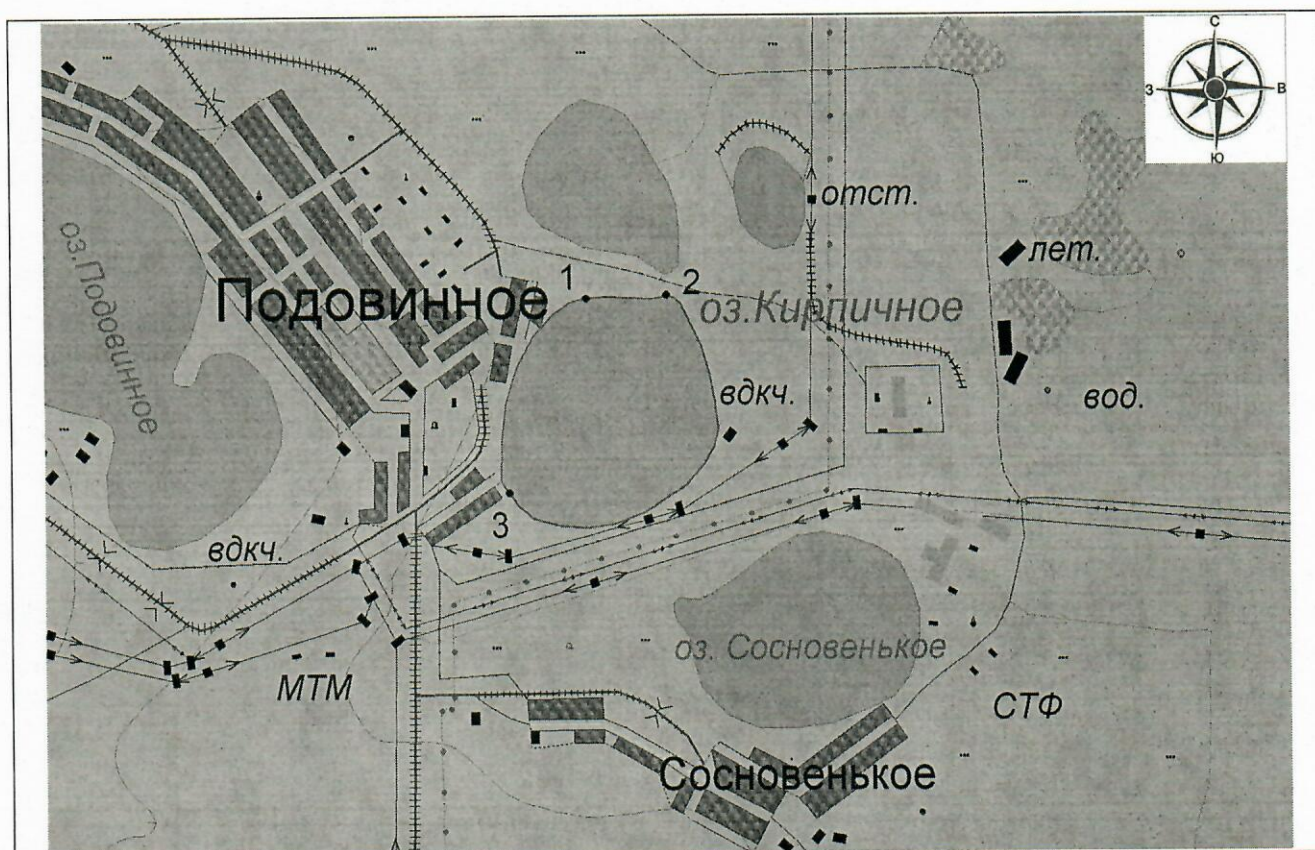 С
З
В
Ю
отст.
лет.
оз.Подовинное
Подовинное
1
2
оз.Кирпичное
вдкч.
вод.
3
вдкч.
оз. Сосновенькое
МТМ
СТФ
Сосновенькое